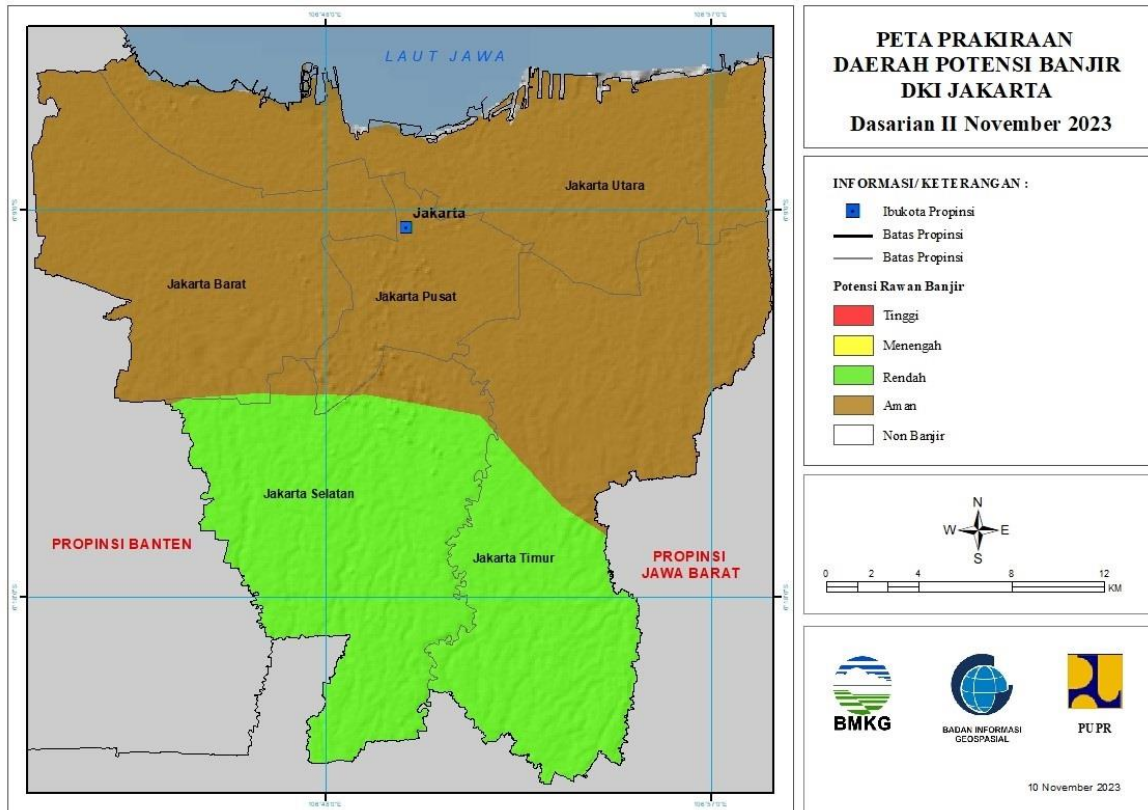 PETA PRAKIRAAN
DAERAH POTENSI BANJIR
DKI JAKARTA
Dasarian II November 2023
LAUT JAWA
Jakarta Utara
Jakarta
Jakarta Barat
Jakarta Pusat
Jakarta Selatan
Jakarta Timur
PROPINSI BANTEN
PROPINSI
JAWA BARAT
INFORMASI/ KETERANGAN :
Ibukota Propinsi
Batas Propinsi
Batas Propinsi
Potensi Rawan Banjir
Tinggi
Menengah
Rendah
Aman
Non Banjir
N
W E
S
0 2 4 8 12
KM
BMKG
BADAN INFORMASI
GEOSPASIAL
PUPR
10 November 2023